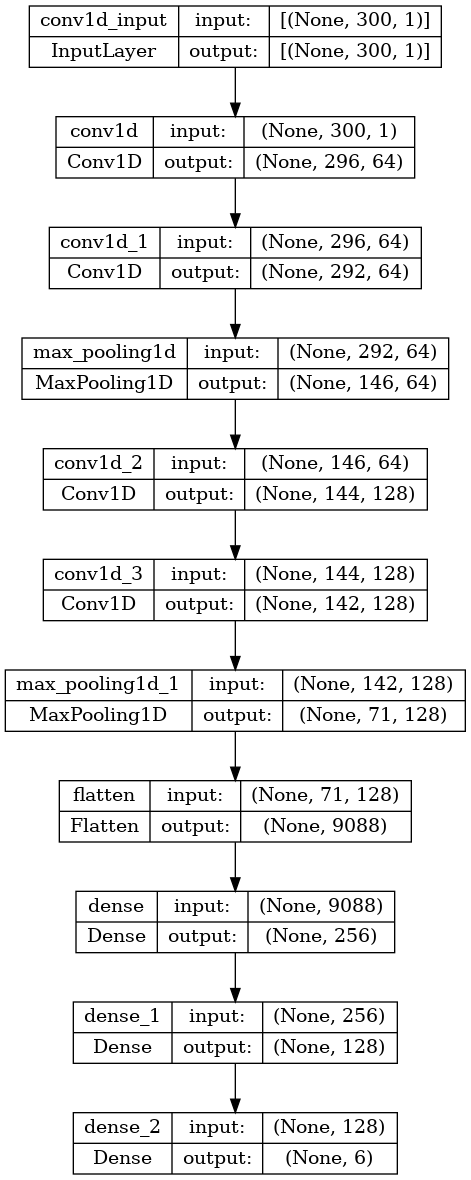 conv1d_input input: [(None, 300, 1)]
InputLayer output: [(None, 300, 1)]
conv1d input: (None, 300, 1)
Conv1D output: (None, 296, 64)
conv1d_1 input: (None, 296, 64)
Conv1D output: (None, 292, 64)
max_pooling1d input: (None, 292, 64)
MaxPooling1D output: (None, 146, 64)
conv1d_2 input: (None, 146, 64)
Conv1D output: (None, 144, 128)
conv1d_3 input: (None, 144, 128)
Conv1D output: (None, 142, 128)
max_pooling1d_1 input: (None, 142, 128)
MaxPooling1D output: (None, 71, 128)
flatten input: (None, 71, 128)
Flatten output: (None, 9088)
dense input: (None, 9088)
Dense output: (None, 256)
dense_1 input: (None, 256)
Dense output: (None, 128)
dense_2 input: (None, 128)
Dense output: (None, 6)